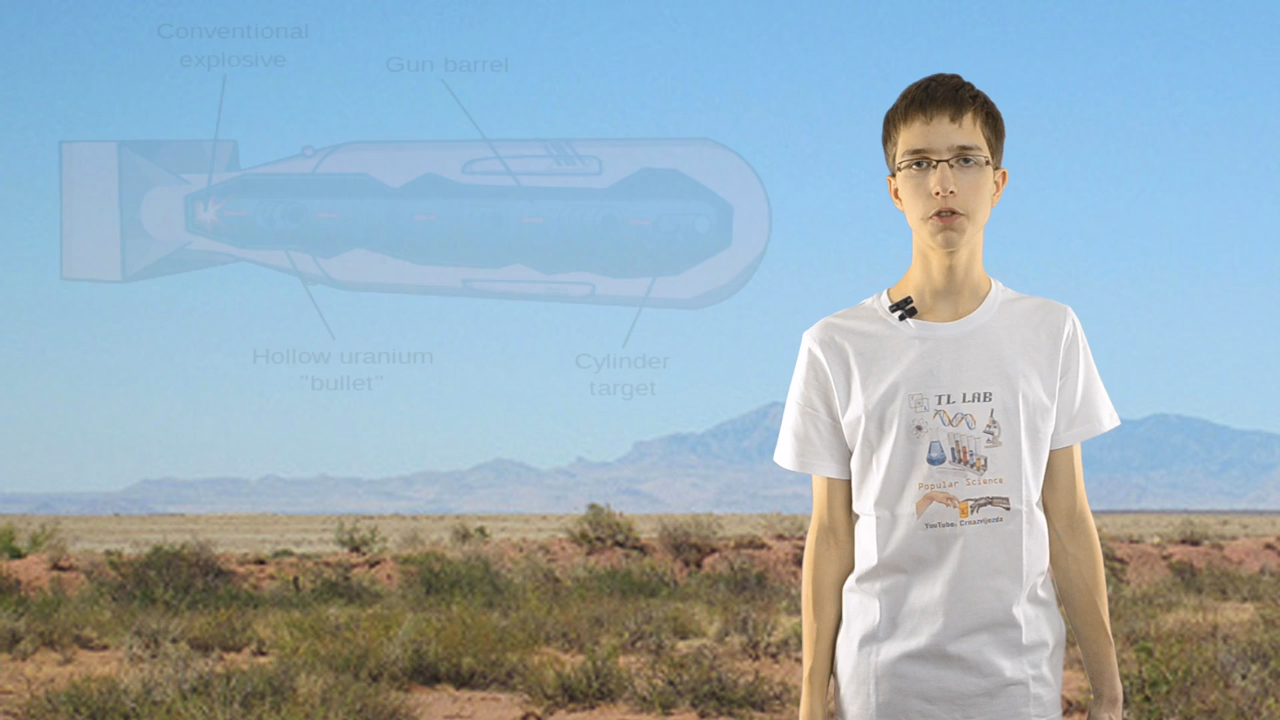 Conventional
explosive
Gun barrel
Hollow uranium
"bullet"
Cylinder
target
TL LAB
Popular Science
YouTube: Crnazvijezda